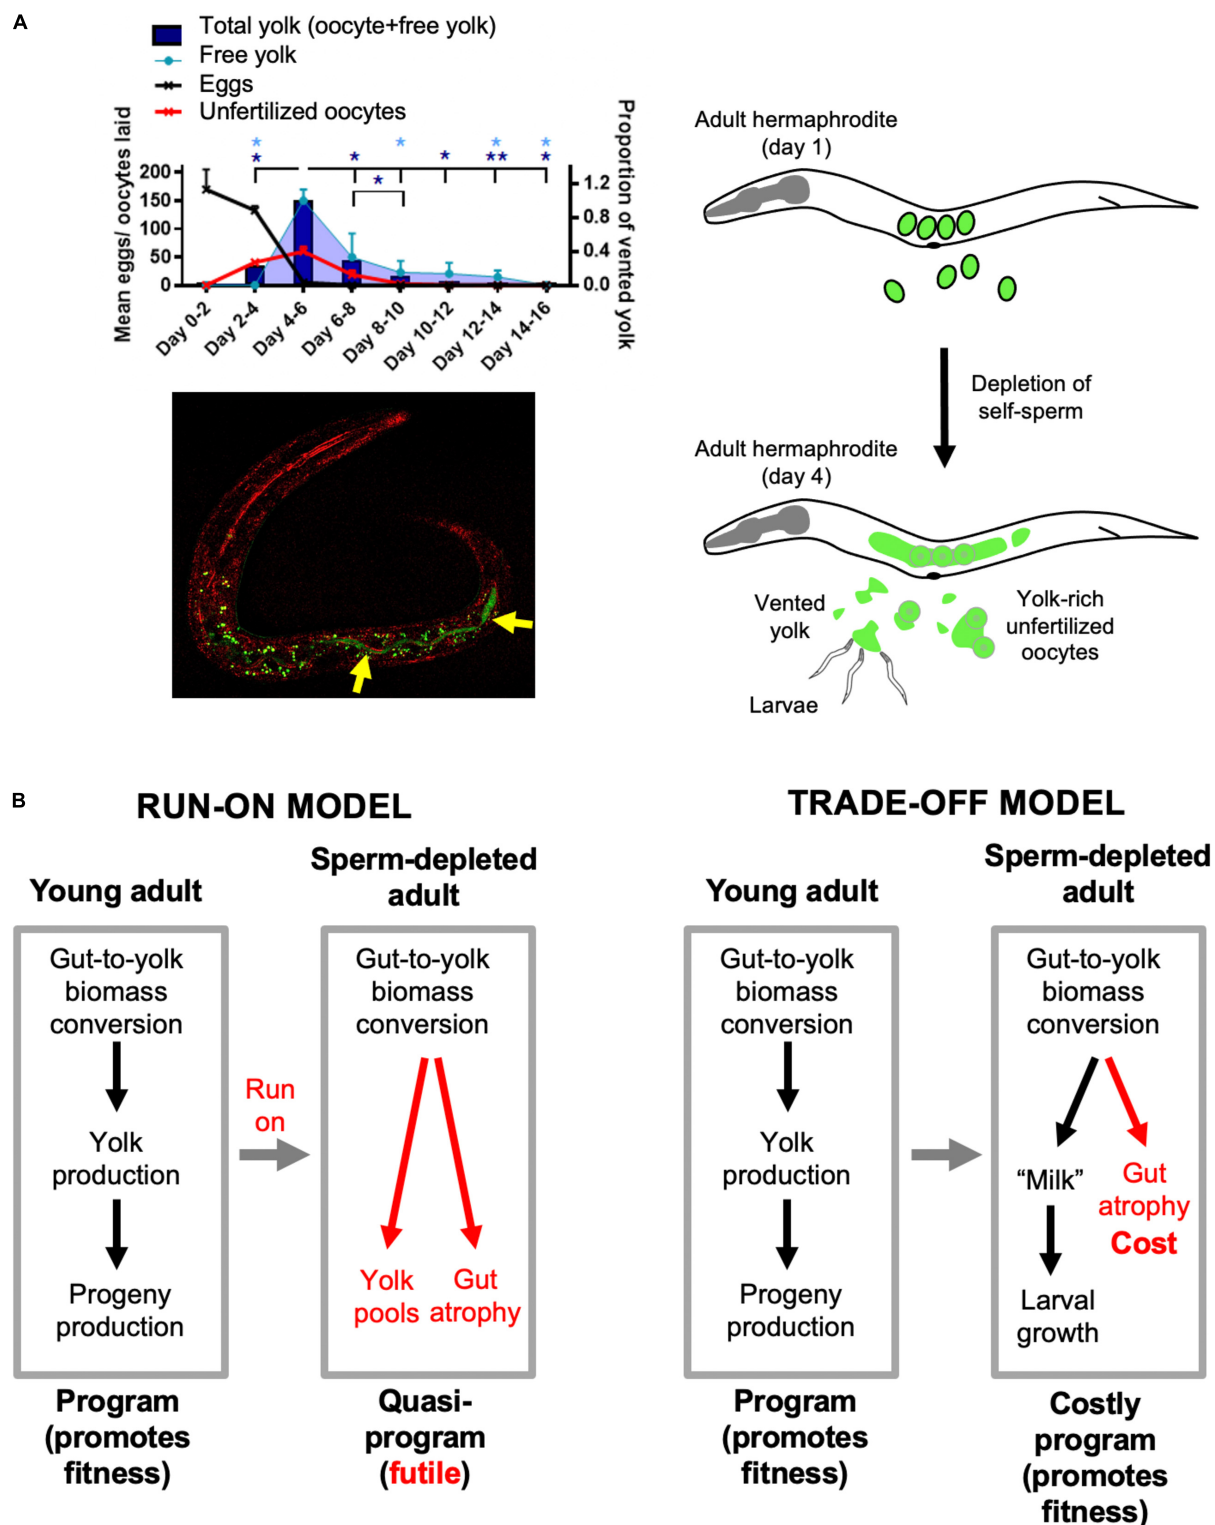 A
Total yolk (oocyte+free yolk)
Free yolk
Eggs
Unfertilized oocytes
Mean eggs/ oocytes laid
Proportion of vented yolk
200
150
100
50
0
1.2
0.8
0.4
0.0
* * * * * *
* * * ** *
*
Day 0-2
Day 2-4
Day 4-6
Day 6-8
Day 8-10
Day 10-12
Day 12-14
Day 14-16
Adult hermaphrodite
(day 1)
Depletion of
self-sperm
Adult hermaphrodite
(day 4)
Vented
yolk
Yolk-rich
unfertilized
oocytes
Larvae
B
RUN-ON MODEL
Young adult
Sperm-depleted
adult
Gut-to-yolk
biomass
conversion
Yolk
production
Progeny
production
Run
on
Gut-to-yolk
biomass
conversion
Yolk
pools
Gut
atrophy
Program
(promotes
fitness)
Quasi-
program
(futile)
TRADE-OFF MODEL
Young adult
Sperm-depleted
adult
Gut-to-yolk
biomass
conversion
Yolk
production
Progeny
production
Gut-to-yolk
biomass
conversion
“Milk”
Larval
growth
Gut
atrophy
Cost
Program
(promotes
fitness)
Costly
program
(promotes
fitness)